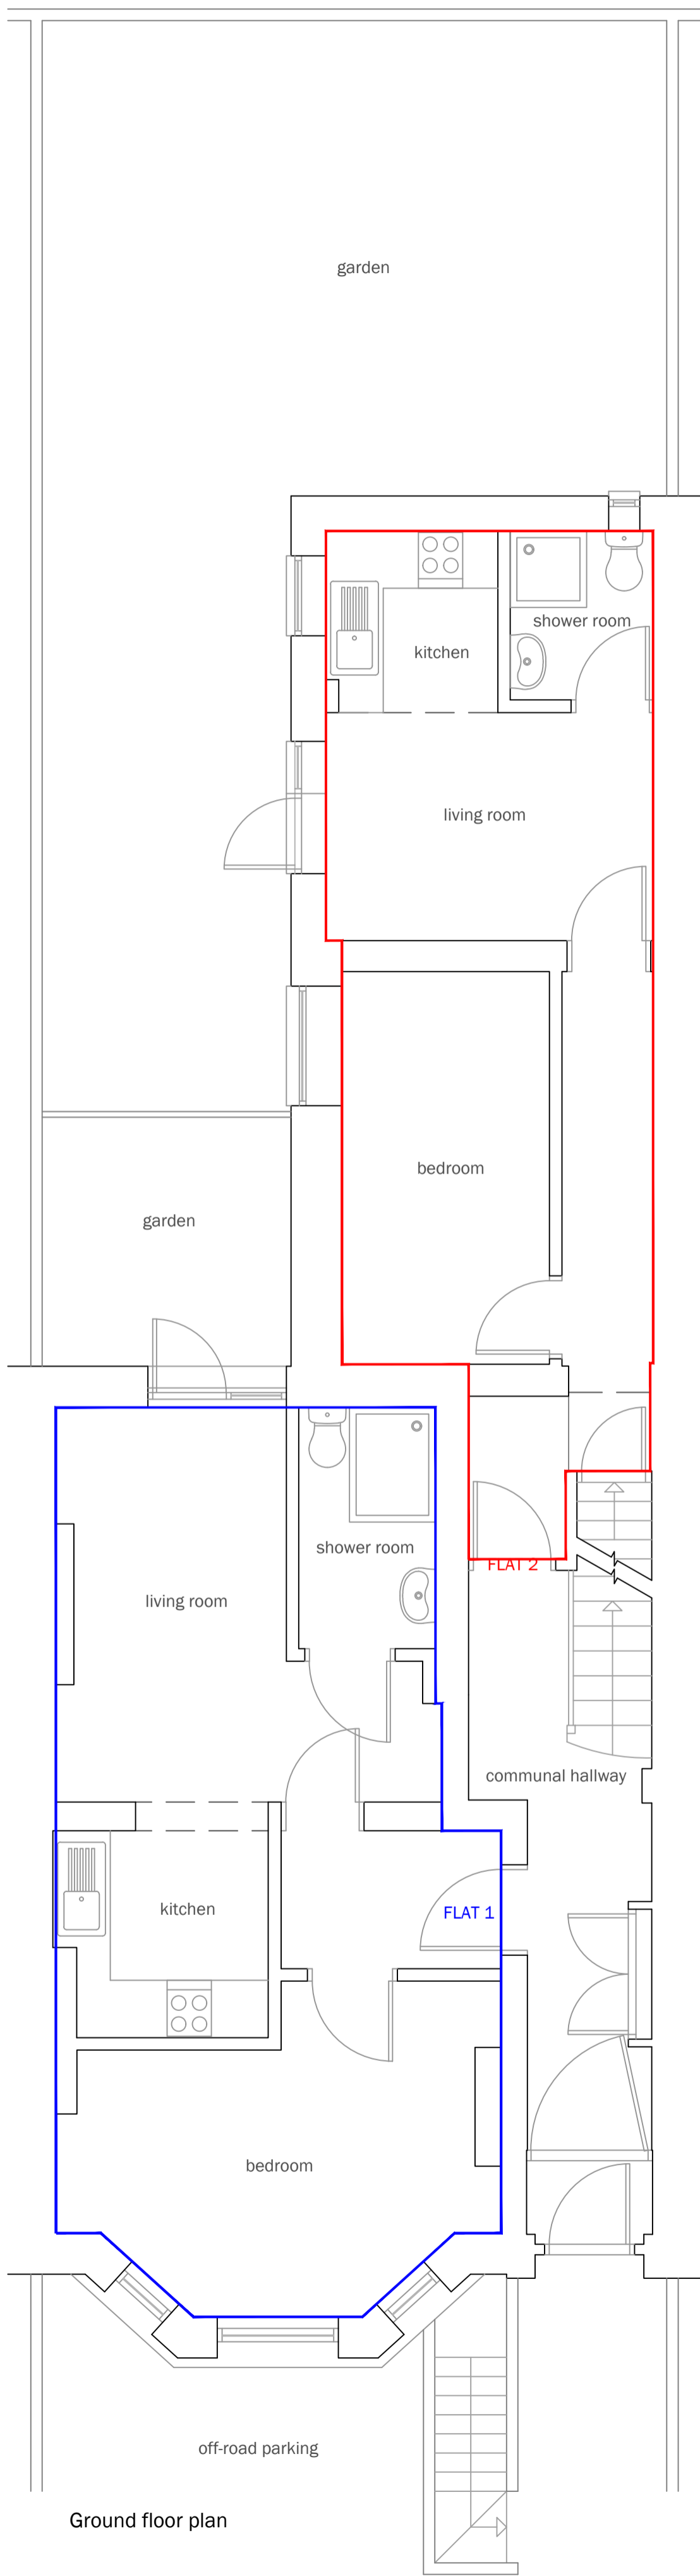 garden
shower room
kitchen
living room
bedroom
garden
shower room
FLAT 2
living room
communal hallway
kitchen
FLAT 1
bedroom
off-road parking
Ground floor plan